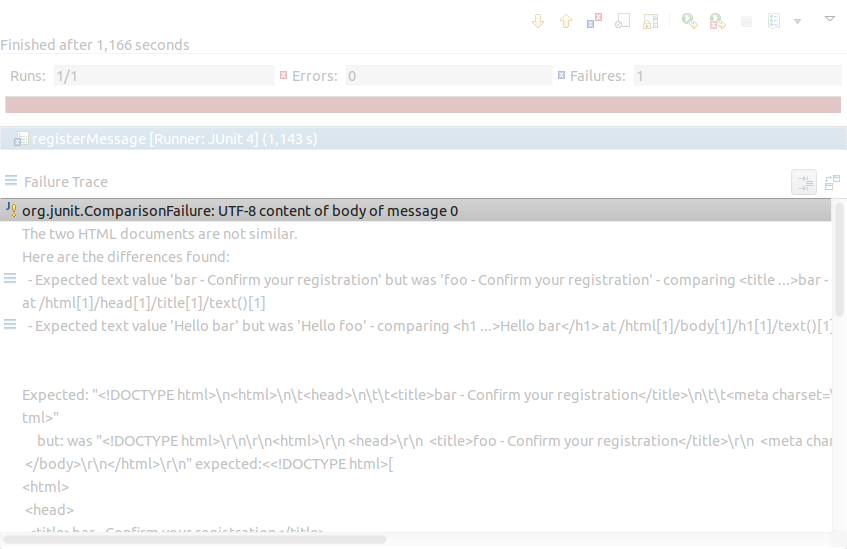 Finished after 1,166 seconds
Runs: 1/1 Errors: 0 Failures: 1
registerMessage [Runner: JUnit 4] (1,143 s)
Failure Trace
org.junit.ComparisonFailure: UTF-8 content of body of message 0
The two HTML documents are not similar.
Here are the differences found:
- Expected text value 'bar - Confirm your registration' but was 'foo - Confirm your registration' - comparing <title ...>bar -
at /html[1]/head[1]/title[1]/text()[1]
- Expected text value 'Hello bar' but was 'Hello foo' - comparing <h1 ...>Hello bar</h1> at /html[1]/body[1]/h1[1]/text()[1]
Expected: "<!DOCTYPE html>\n<html>\n\t<head>\n\t\t<title>bar - Confirm your registration</title>\n\t\t<meta charset=\
tml>"
but: was "<!DOCTYPE html>\r\n\r\n<html>\r\n <head>\r\n  <title>foo - Confirm your registration</title>\r\n  <meta char
</body>\r\n</html>\r\n" expected:<<!DOCTYPE html>[
<html>
<head>
<title>bar - Confirm your registration</title>